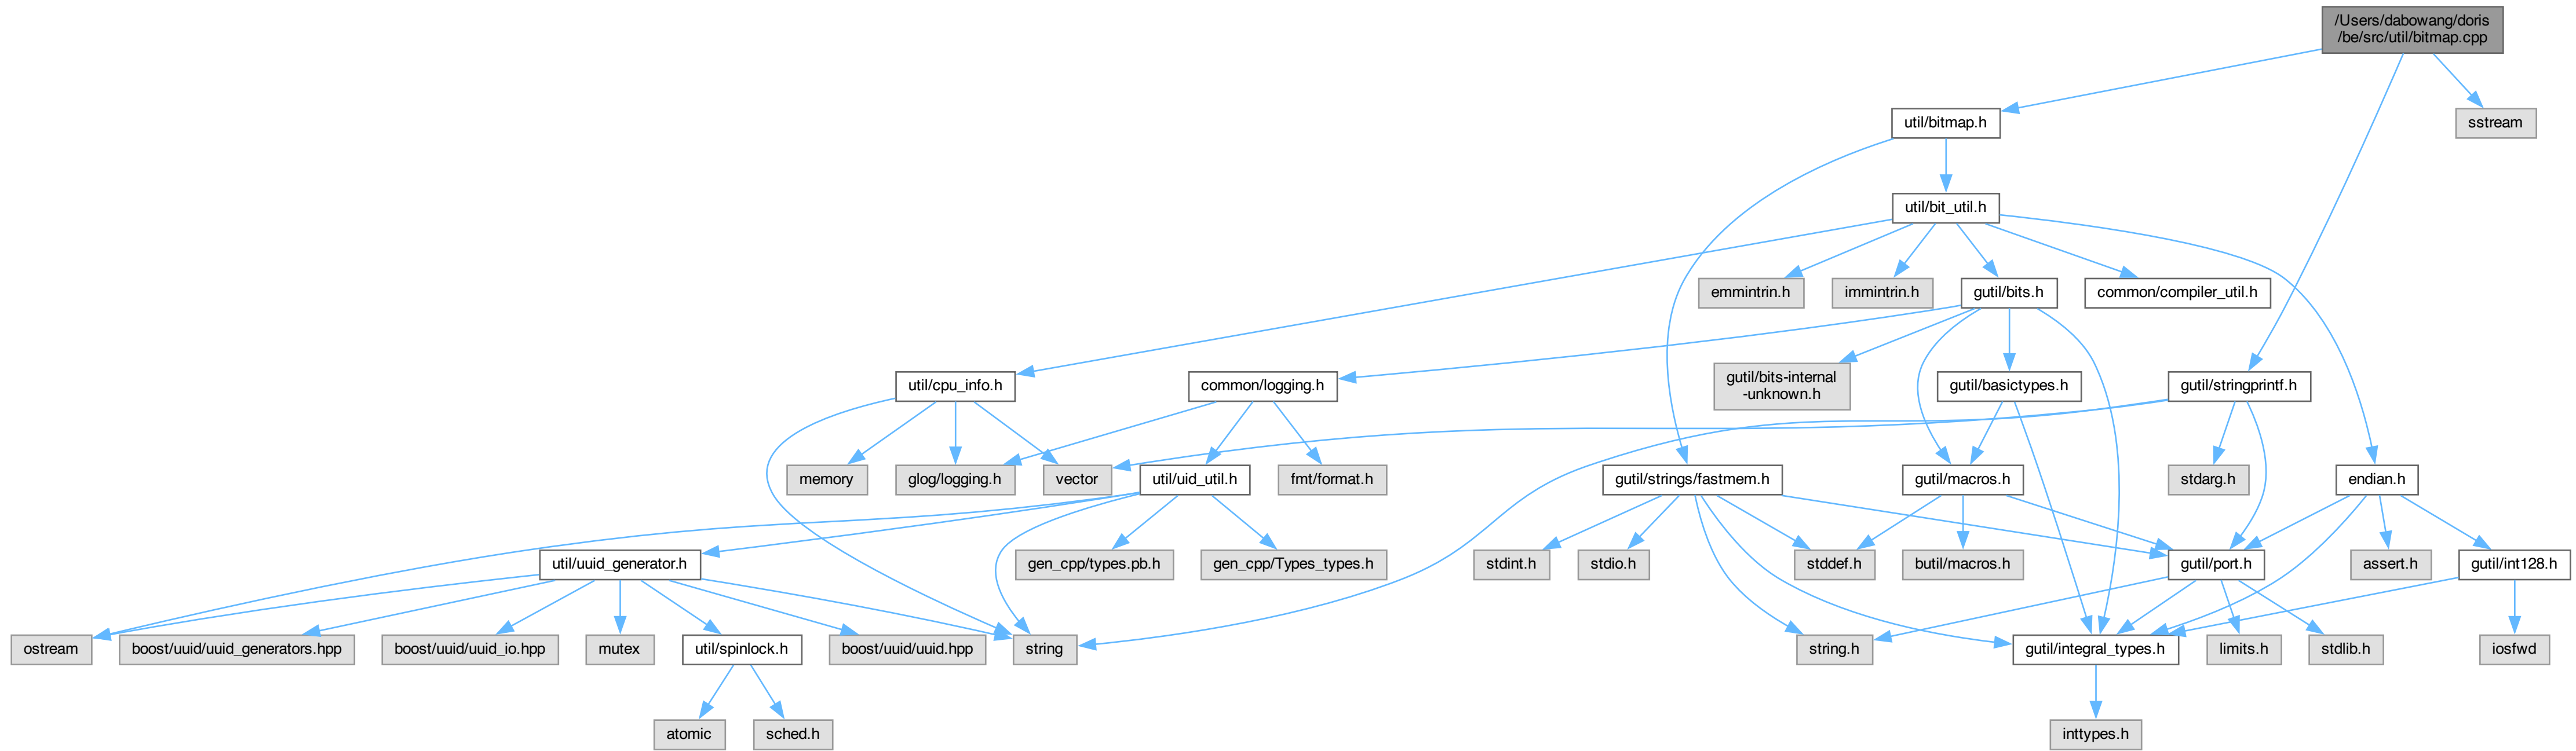 /Users/dabowang/doris
/be/src/util/bitmap.cpp
util/bitmap.h
sstream
util/bit_util.h
emmintrin.h
immintrin.h
gutil/bits.h
common/compiler_util.h
util/cpu_info.h
common/logging.h
gutil/bits-internal
-unknown.h
gutil/basictypes.h
gutil/stringprintf.h
memory
glog/logging.h
vector
util/uid_util.h
fmt/format.h
gutil/strings/fastmem.h
gutil/macros.h
stdarg.h
endian.h
util/uuid_generator.h
gen_cpp/types.pb.h
gen_cpp/Types_types.h
stdint.h
stdio.h
stddef.h
butil/macros.h
gutil/port.h
assert.h
gutil/int128.h
ostream
boost/uuid/uuid_generators.hpp
boost/uuid/uuid_io.hpp
mutex
util/spinlock.h
boost/uuid/uuid.hpp
string
string.h
gutil/integral_types.h
limits.h
stdlib.h
iosfwd
atomic
sched.h
inttypes.h